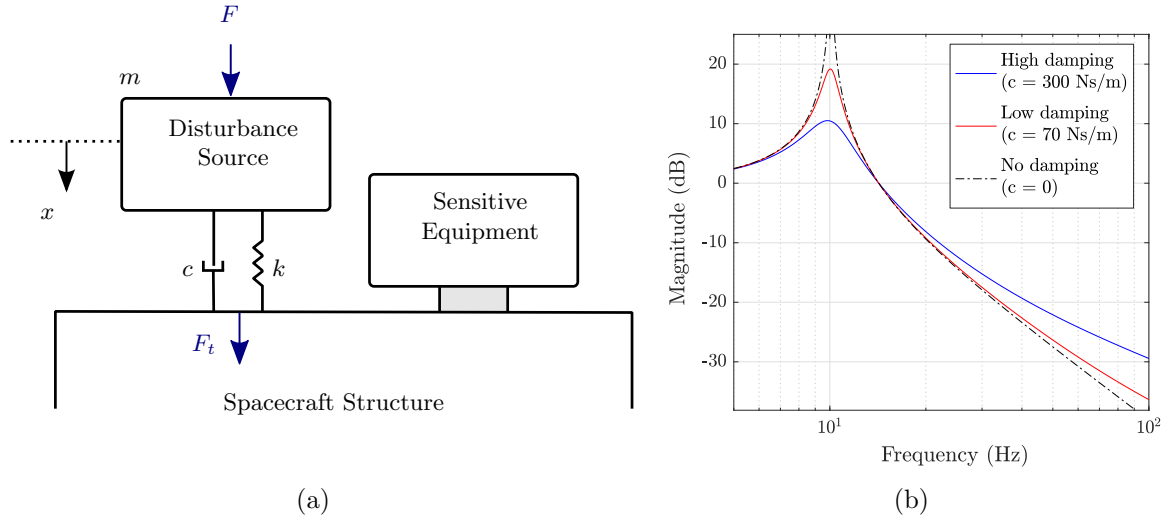 F
m
Disturbance
Source
x
c
k
Sensitive
Equipment
F_t
Spacecraft Structure
(a)
Magnitude (dB)
20
10
0
-10
-20
-30
10^1
10^2
Frequency (Hz)
High damping
(c = 300 Ns/m)
Low damping
(c = 70 Ns/m)
No damping
(c = 0)
(b)